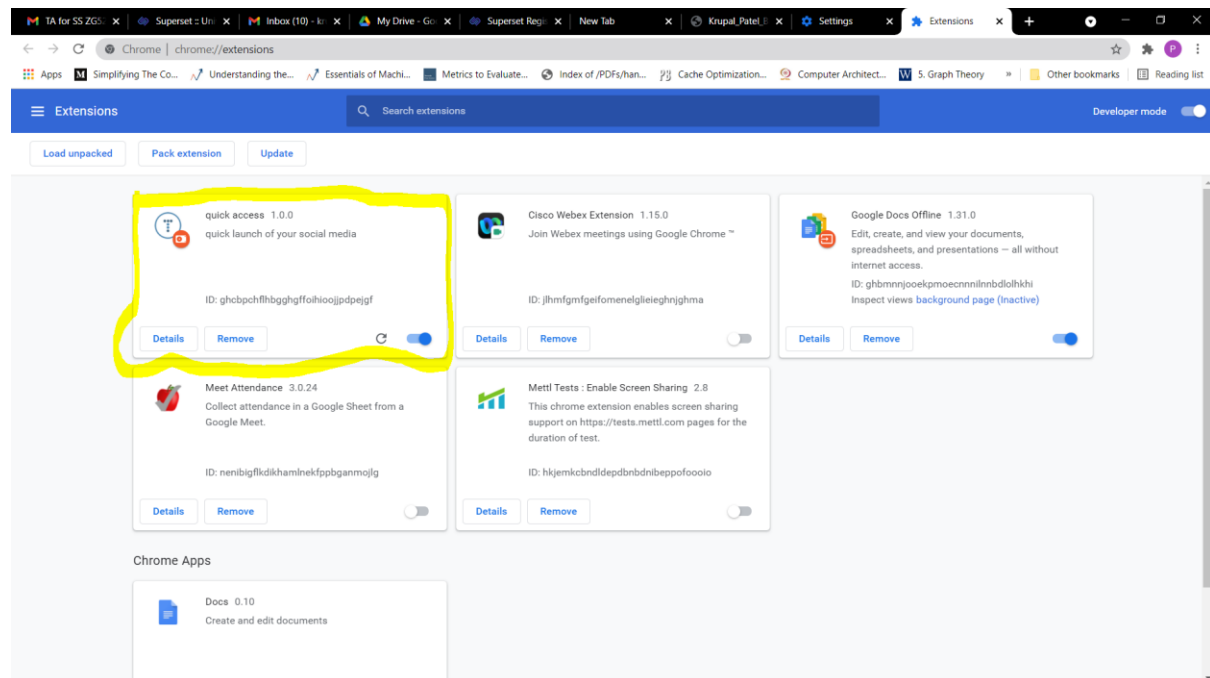 TA for SS ZG5 Superset :: Uni Inbox (10) - kr My Drive - Goo Superset Regis New Tab Krupal_Patel_B Settings Extensions
Chrome | chrome://extensions P
Apps M Simplifying The Co... Understanding the... Essentials of Machi... Metrics to Evaluate... Index of /PDFs/han... Cache Optimization... Computer Architect... W 5. Graph Theory » Other bookmarks Reading list
Extensions Search extensions Developer mode
Load unpacked Pack extension Update
quick access 1.0.0
quick launch of your social media
ID: ghcbpchflhbgghgffoihioojjpdpejgf
Details Remove
Cisco Webex Extension 1.15.0
Join Webex meetings using Google Chrome ™
ID: jlhmfgmfgeifomenelglieieghnjghma
Details Remove
Google Docs Offline 1.31.0
Edit, create, and view your documents,
spreadsheets, and presentations — all without
internet access.
ID: ghbmnnjooekpmoecnnnilnnbdlolhkhi
Inspect views background page (Inactive)
Details Remove
Meet Attendance 3.0.24
Collect attendance in a Google Sheet from a
Google Meet.
ID: nenibigflkdikhamlnekfppbganmojlg
Details Remove
Mettl Tests : Enable Screen Sharing 2.8
This chrome extension enables screen sharing
support on https://tests.mettl.com pages for the
duration of test.
ID: hkjemkcbndldepdbnbdnibeppofoooio
Details Remove
Chrome Apps
Docs 0.10
Create and edit documents